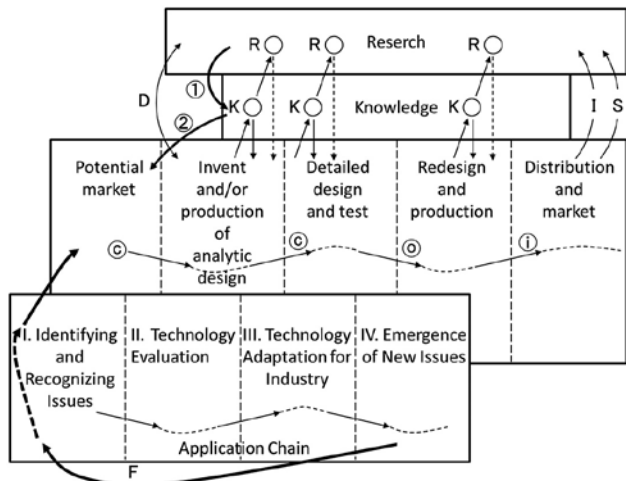 R R Reserch R
① D I S
K K Knowledge K
②
Potential
market
Invent
and/or
production
of
analytic
design
Detailed
design
and test
Redesign
and
production
Distribution
and
market
ⓒ ⓒ ⓞ ⓘ
I. Identifying
and
Recognizing
Issues
II. Technology
Evaluation
III. Technology
Adaptation for
Industry
IV. Emergence
of New Issues
Application Chain
F